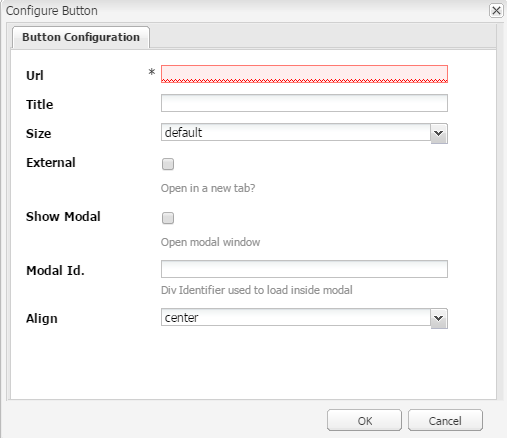 Configure Button
Button Configuration
Url *
Title
Size default
External
Open in a new tab?
Show Modal
Open modal window
Modal Id.
Div Identifier used to load inside modal
Align center
OK Cancel